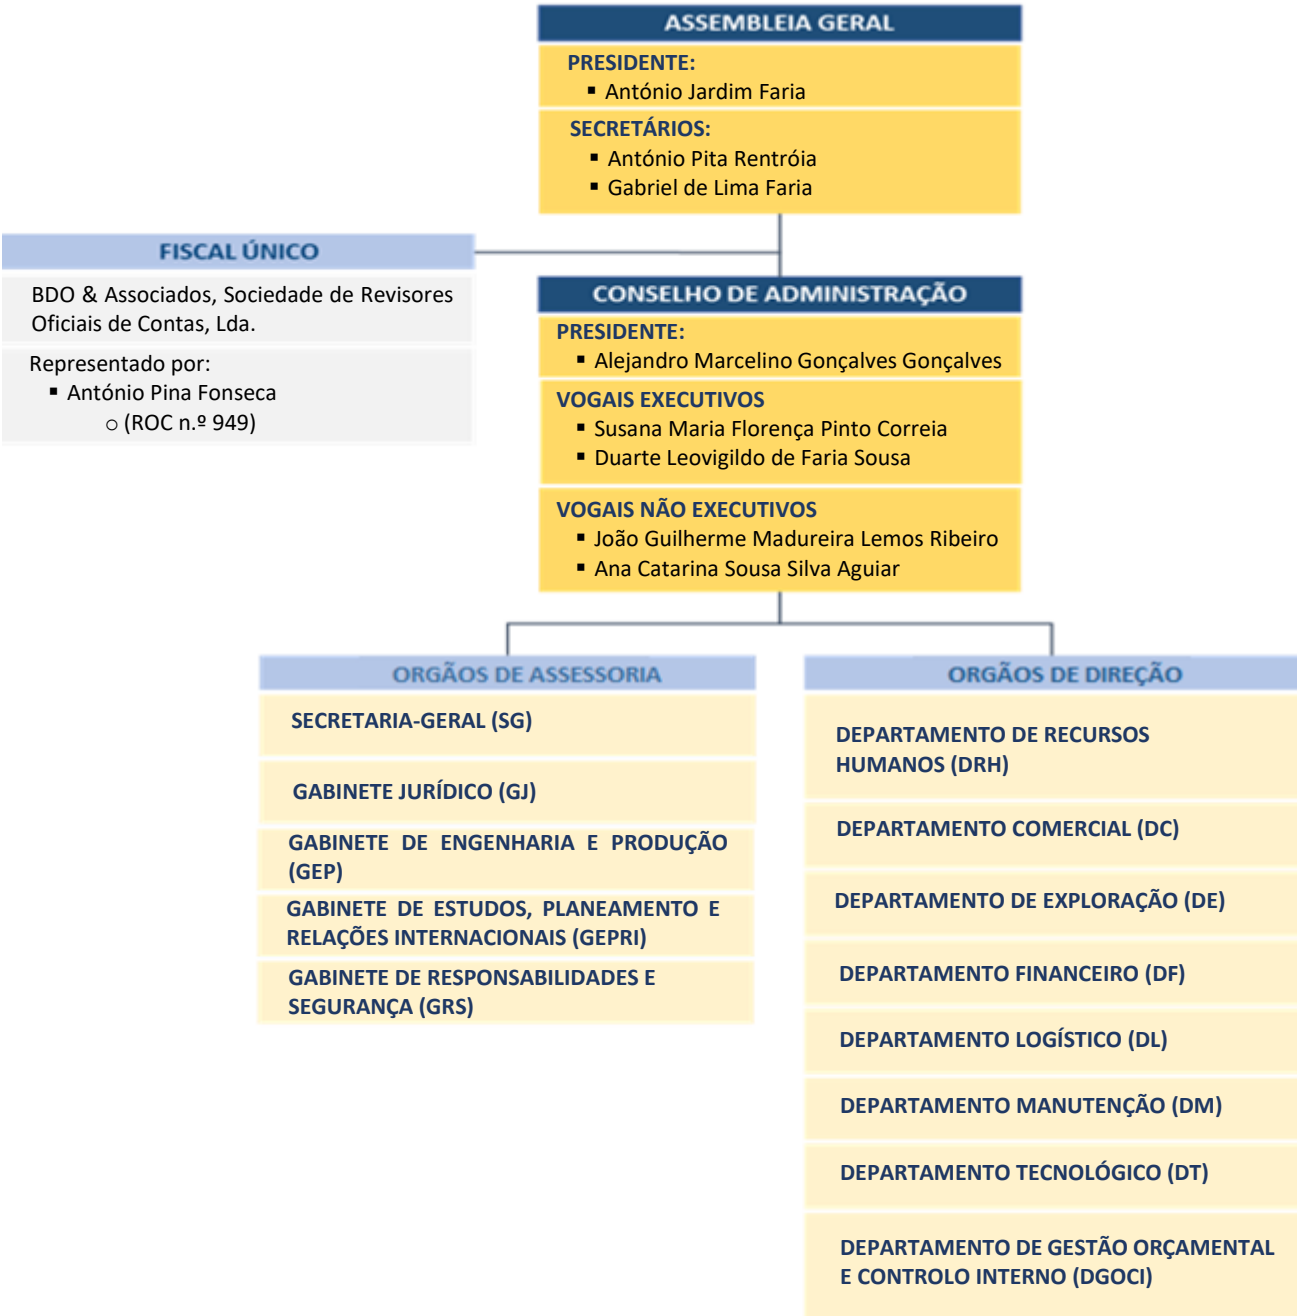 ASSEMBLEIA GERAL
PRESIDENTE:
▪ António Jardim Faria
SECRETÁRIOS:
▪ António Pita Rentróia
▪ Gabriel de Lima Faria
FISCAL ÚNICO
BDO & Associados, Sociedade de Revisores
Oficiais de Contas, Lda.
Representado por:
▪ António Pina Fonseca
o (ROC n.º 949)
CONSELHO DE ADMINISTRAÇÃO
PRESIDENTE:
▪ Alejandro Marcelino Gonçalves Gonçalves
VOGAIS EXECUTIVOS
▪ Susana Maria Florença Pinto Correia
▪ Duarte Leovigildo de Faria Sousa
VOGAIS NÃO EXECUTIVOS
▪ João Guilherme Madureira Lemos Ribeiro
▪ Ana Catarina Sousa Silva Aguiar
ORGÃOS DE ASSESSORIA
SECRETARIA-GERAL (SG)
GABINETE JURÍDICO (GJ)
GABINETE DE ENGENHARIA E PRODUÇÃO
(GEP)
GABINETE DE ESTUDOS, PLANEAMENTO E
RELAÇÕES INTERNACIONAIS (GEPRI)
GABINETE DE RESPONSABILIDADES E
SEGURANÇA (GRS)
ORGÃOS DE DIREÇÃO
DEPARTAMENTO DE RECURSOS
HUMANOS (DRH)
DEPARTAMENTO COMERCIAL (DC)
DEPARTAMENTO DE EXPLORAÇÃO (DE)
DEPARTAMENTO FINANCEIRO (DF)
DEPARTAMENTO LOGÍSTICO (DL)
DEPARTAMENTO MANUTENÇÃO (DM)
DEPARTAMENTO TECNOLÓGICO (DT)
DEPARTAMENTO DE GESTÃO ORÇAMENTAL
E CONTROLO INTERNO (DGOCI)